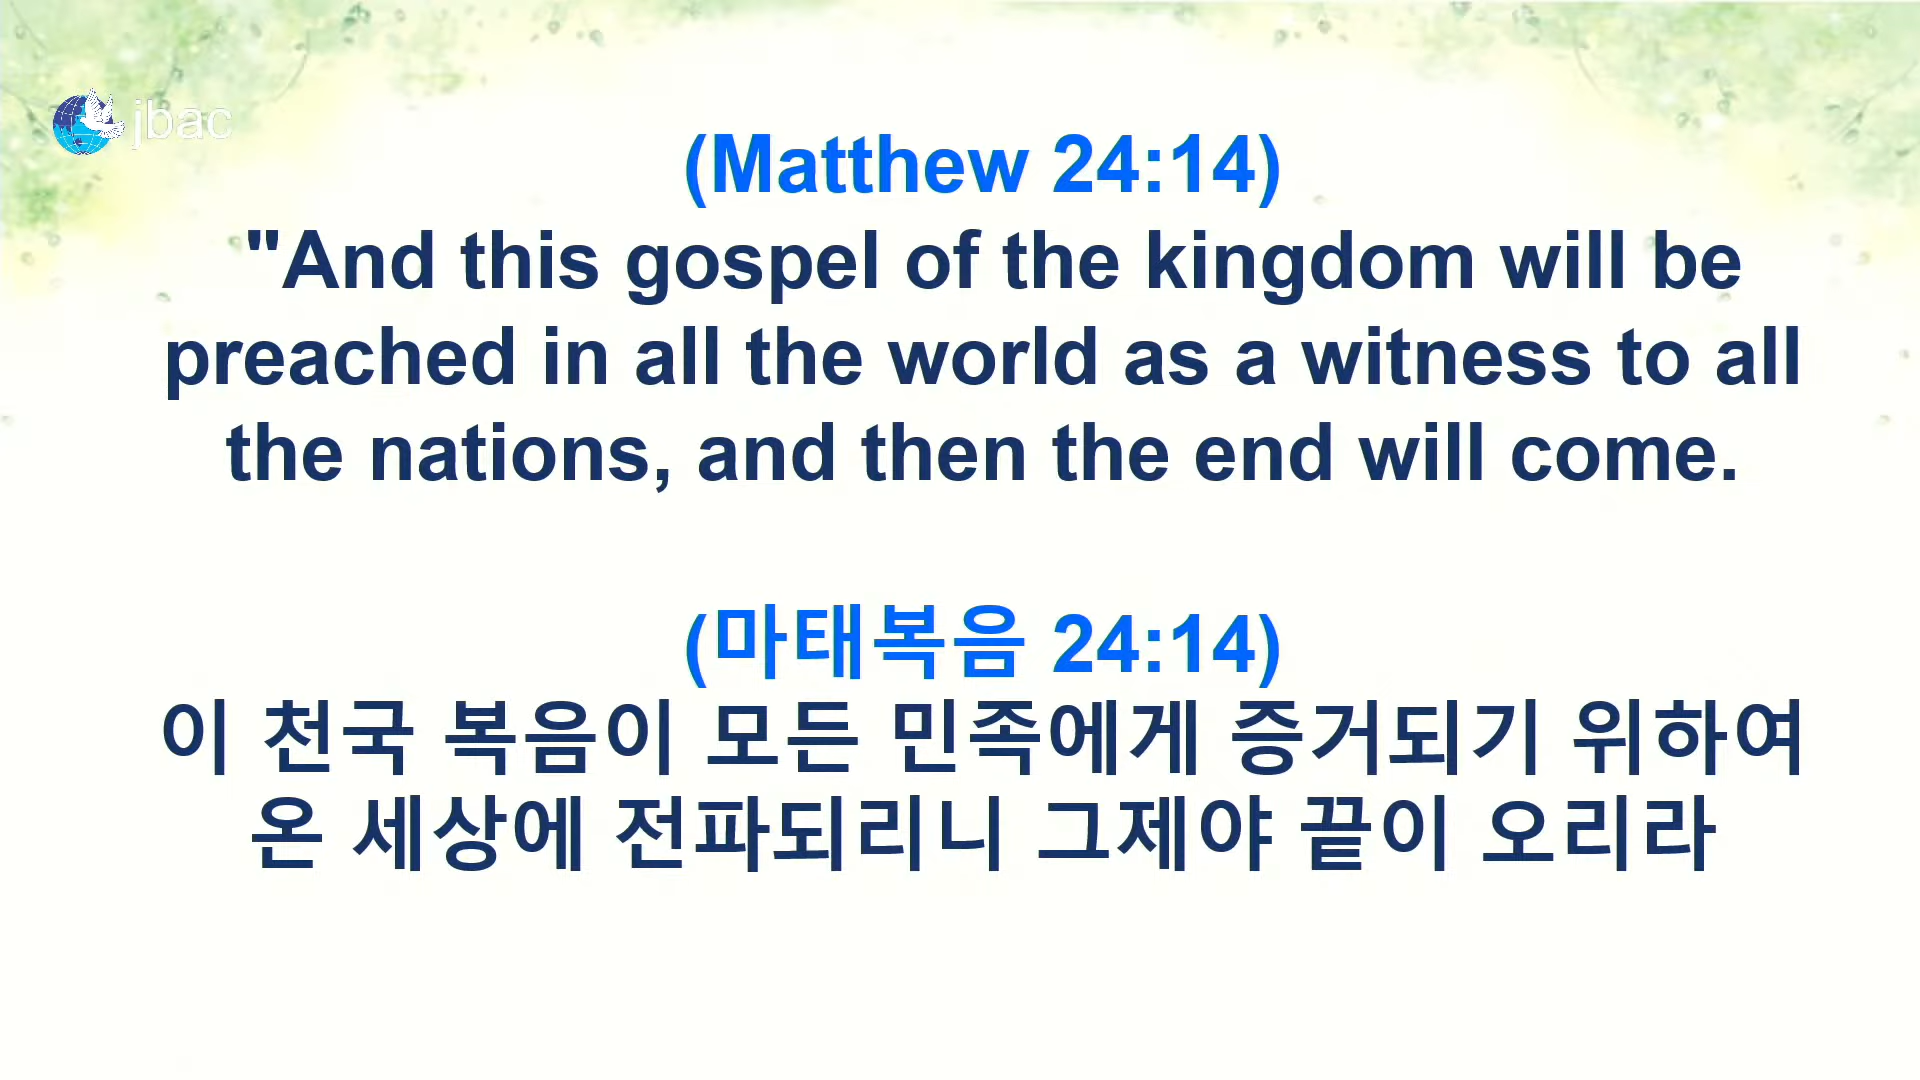 jbac
(Matthew 24:14)
"And this gospel of the kingdom will be
preached in all the world as a witness to all
the nations, and then the end will come.
(마태복음 24:14)
이 천국 복음이 모든 민족에게 증거되기 위하여
온 세상에 전파되리니 그제야 끝이 오리라